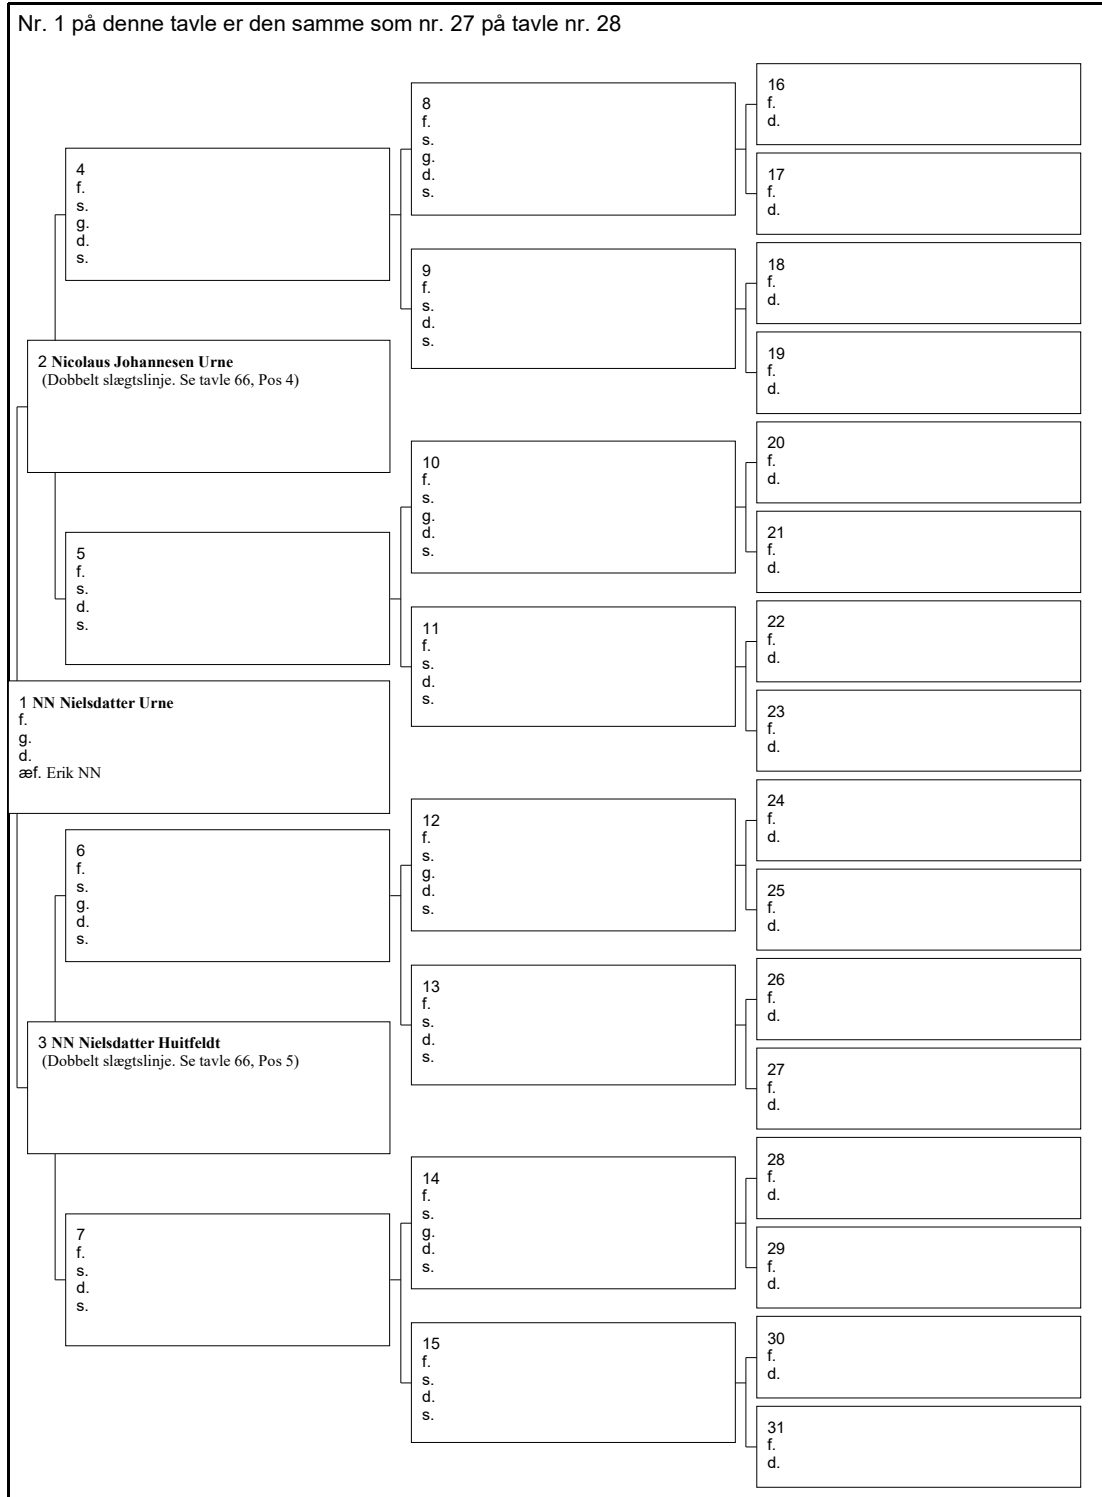 Nr. 1 på denne tavle er den samme som nr. 27 på tavle nr. 28
16
f.
d.
8
f.
s.
g.
d.
s.
4
f.
s.
g.
d.
s.
17
f.
d.
18
f.
d.
9
f.
s.
d.
s.
19
f.
d.
2 Nicolaus Johannesen Urne
(Dobbelt slægtslinje. Se tavle 66, Pos 4)
20
f.
d.
10
f.
s.
g.
d.
s.
21
f.
d.
5
f.
s.
d.
s.
22
f.
d.
11
f.
s.
d.
s.
23
f.
d.
1 NN Nielsdatter Urne
f.
g.
d.
æf. Erik NN
24
f.
d.
12
f.
s.
g.
d.
s.
6
f.
s.
g.
d.
s.
25
f.
d.
26
f.
d.
13
f.
s.
d.
s.
27
f.
d.
3 NN Nielsdatter Huitfeldt
(Dobbelt slægtslinje. Se tavle 66, Pos 5)
28
f.
d.
14
f.
s.
g.
d.
s.
7
f.
s.
d.
s.
29
f.
d.
30
f.
d.
15
f.
s.
d.
s.
31
f.
d.